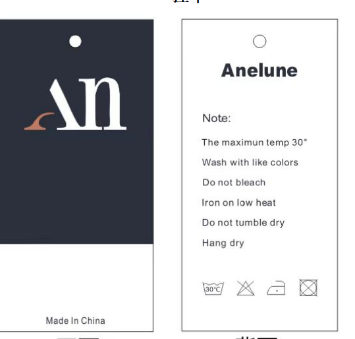 An
Made In China
Anelune
Note:
The maximun temp 30°
Wash with like colors
Do not bleach
Iron on low heat
Do not tumble dry
Hang dry
30°C